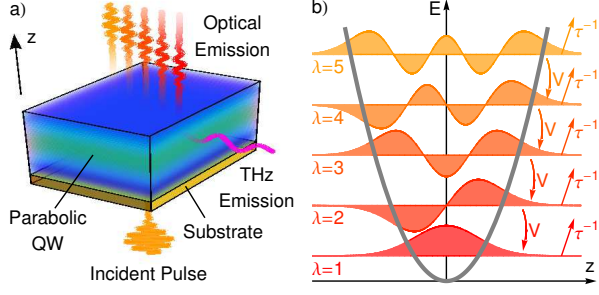 a)
z
Optical
Emission
THz
Emission
Parabolic
QW
Substrate
Incident Pulse
b)
E
λ=5
τ⁻¹
V
λ=4
τ⁻¹
V
λ=3
τ⁻¹
V
λ=2
τ⁻¹
V
λ=1
τ⁻¹
z